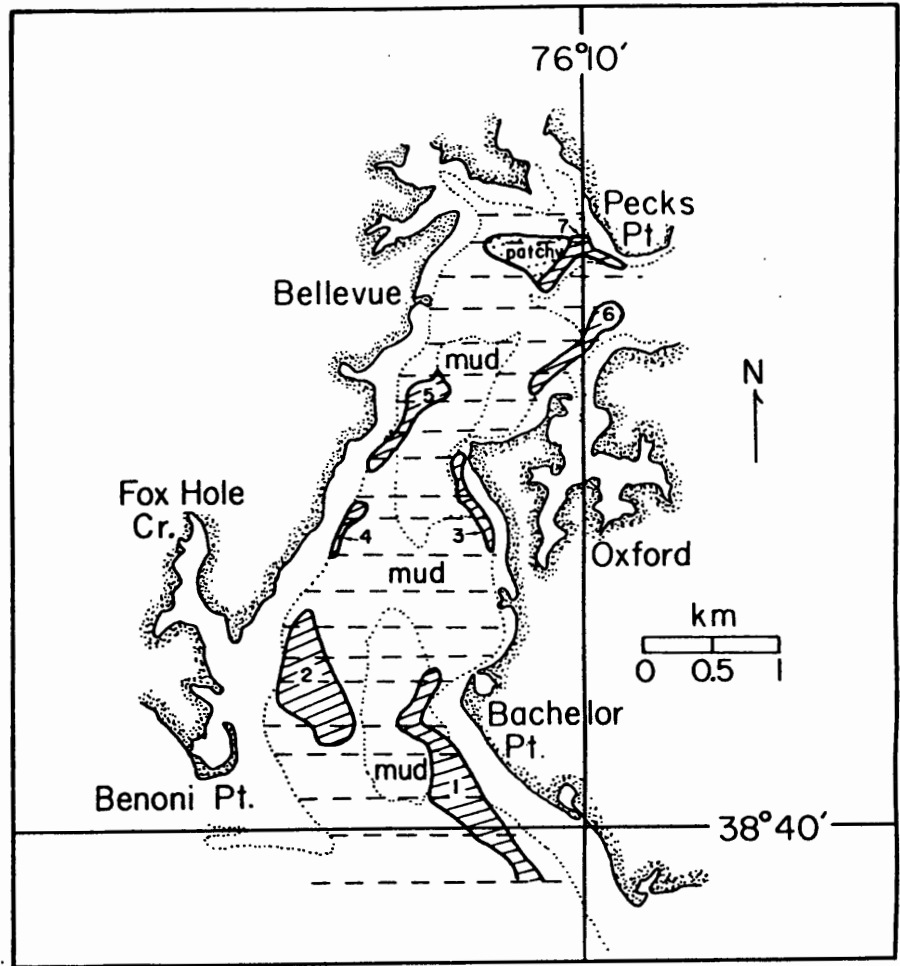 76°10'
Pecks
Pt.
7
patchy
Bellevue
6
mud
5
N
Fox Hole
Cr.
4
3
Oxford
mud
km
0 0.5 1
2
Bachelor
Pt.
mud
1
Benoni Pt.
38°40'